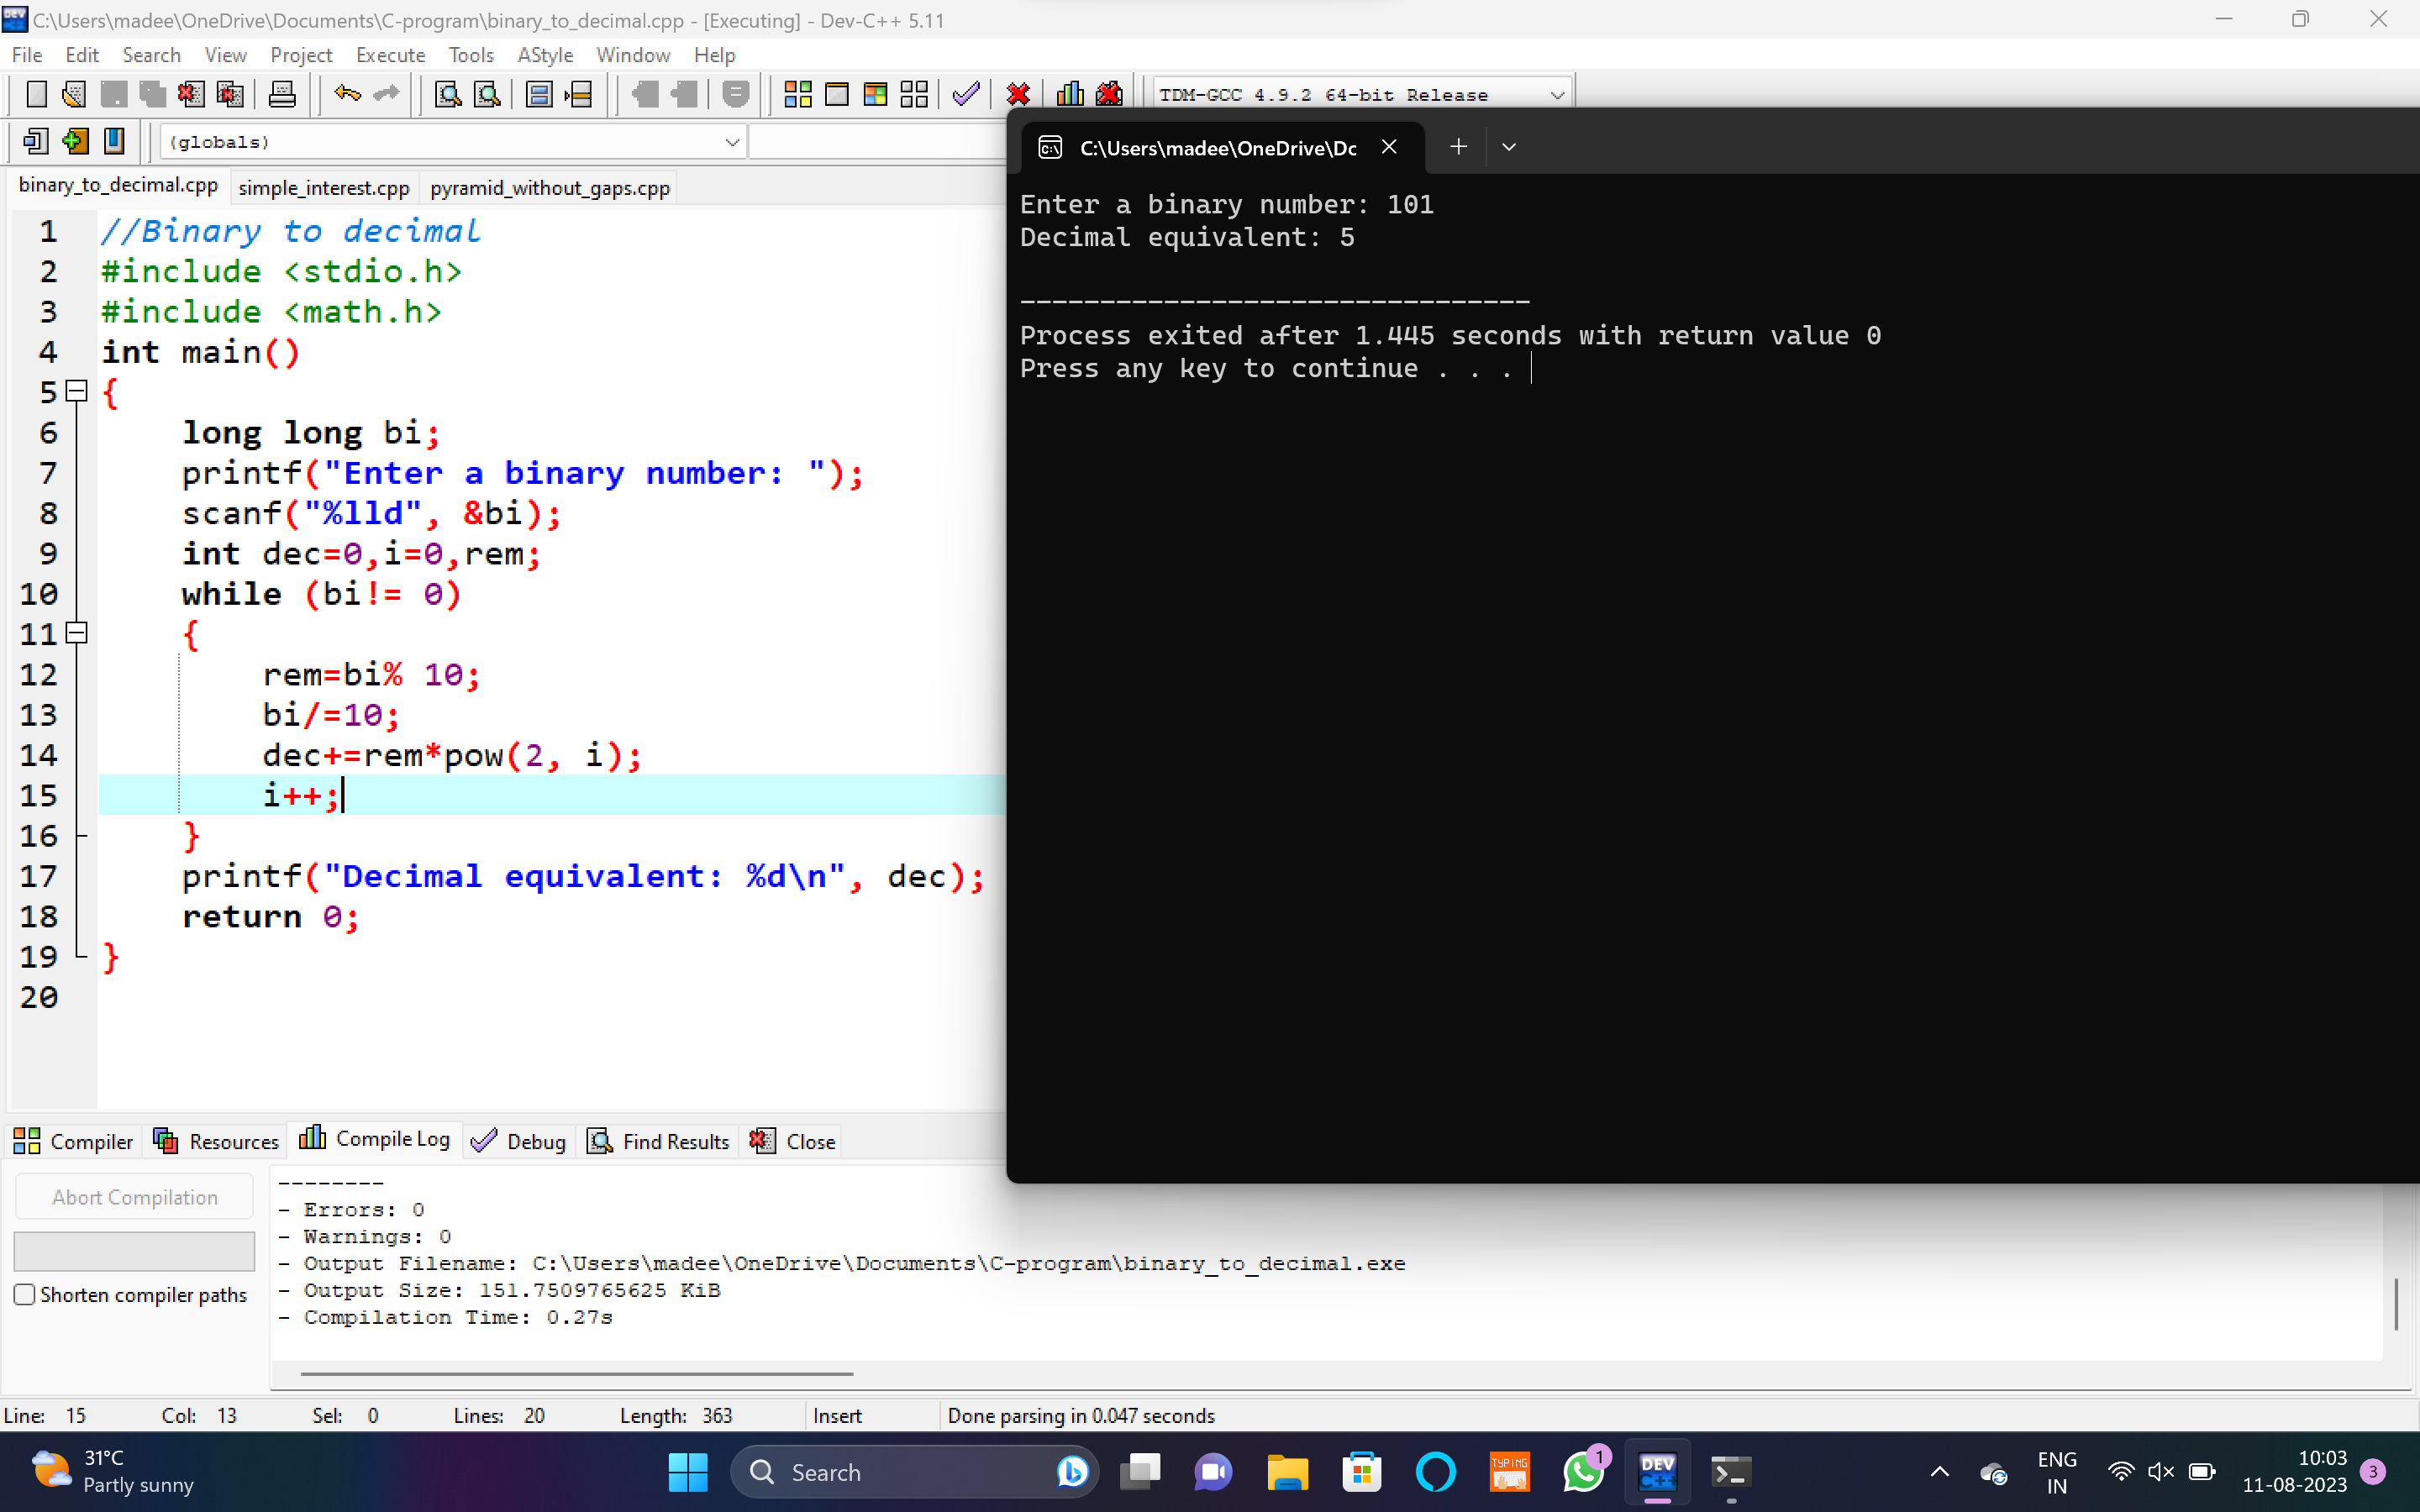 C:\Users\madee\OneDrive\Documents\C-program\binary_to_decimal.cpp - [Executing] - Dev-C++ 5.11
File Edit Search View Project Execute Tools AStyle Window Help
TDM-GCC 4.9.2 64-bit Release
(globals)
binary_to_decimal.cpp simple_interest.cpp pyramid_without_gaps.cpp
1 //Binary to decimal
2 #include <stdio.h>
3 #include <math.h>
4 int main()
5 {
6 long long bi;
7 printf("Enter a binary number: ");
8 scanf("%lld", &bi);
9 int dec=0,i=0,rem;
10 while (bi!= 0)
11 {
12 rem=bi% 10;
13 bi/=10;
14 dec+=rem*pow(2, i);
15 i++;
16 }
17 printf("Decimal equivalent: %d\n", dec);
18 return 0;
19 }
20
C:\Users\madee\OneDrive\Dc
Enter a binary number: 101
Decimal equivalent: 5
--------------------------------
Process exited after 1.445 seconds with return value 0
Press any key to continue . . .
Compiler Resources Compile Log Debug Find Results Close
Abort Compilation
Shorten compiler paths
--------
- Errors: 0
- Warnings: 0
- Output Filename: C:\Users\madee\OneDrive\Documents\C-program\binary_to_decimal.exe
- Output Size: 151.7509765625 KiB
- Compilation Time: 0.27s
Line: 15 Col: 13 Sel: 0 Lines: 20 Length: 363 Insert Done parsing in 0.047 seconds
31°C
Partly sunny
Search
TYPING
1
DEV
C++
ENG
IN
10:03
11-08-2023
3